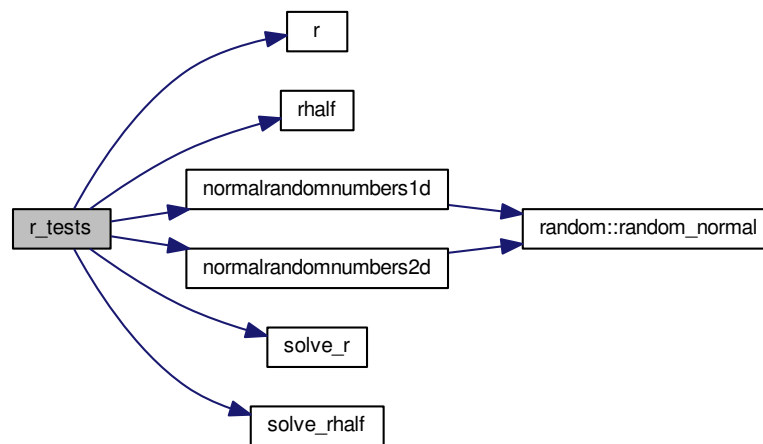 r
rhalf
normalrandomnumbers1d
r_tests
random::random_normal
normalrandomnumbers2d
solve_r
solve_rhalf